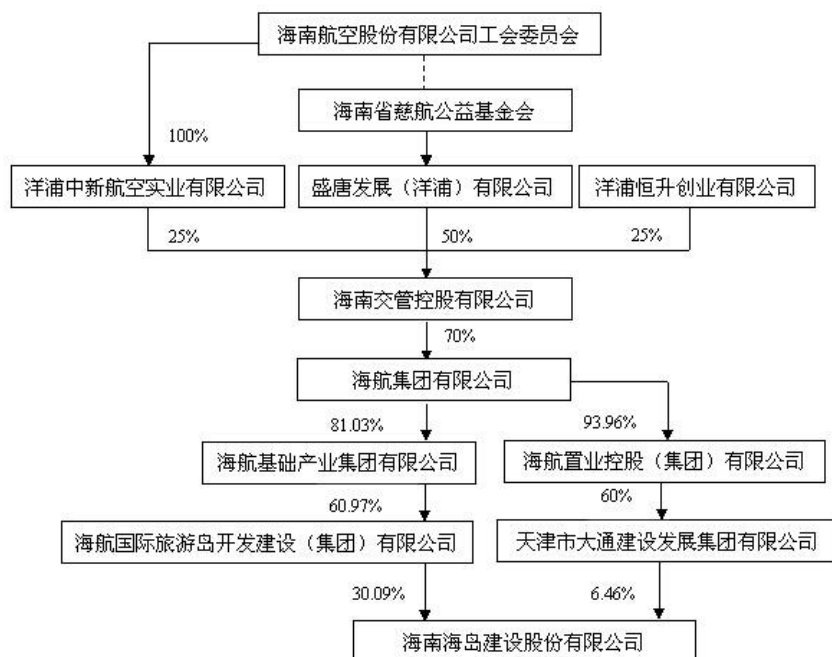 海南航空股份有限公司工会委员会
海南省慈航公益基金会
100%
洋浦中新航空实业有限公司
盛唐发展（洋浦）有限公司
洋浦恒升创业有限公司
25%
50%
25%
海南交管控股有限公司
70%
海航集团有限公司
81.03%
93.96%
海航基础产业集团有限公司
海航置业控股（集团）有限公司
60.97%
60%
海航国际旅游岛开发建设（集团）有限公司
天津市大通建设发展集团有限公司
30.09%
6.46%
海南海岛建设股份有限公司